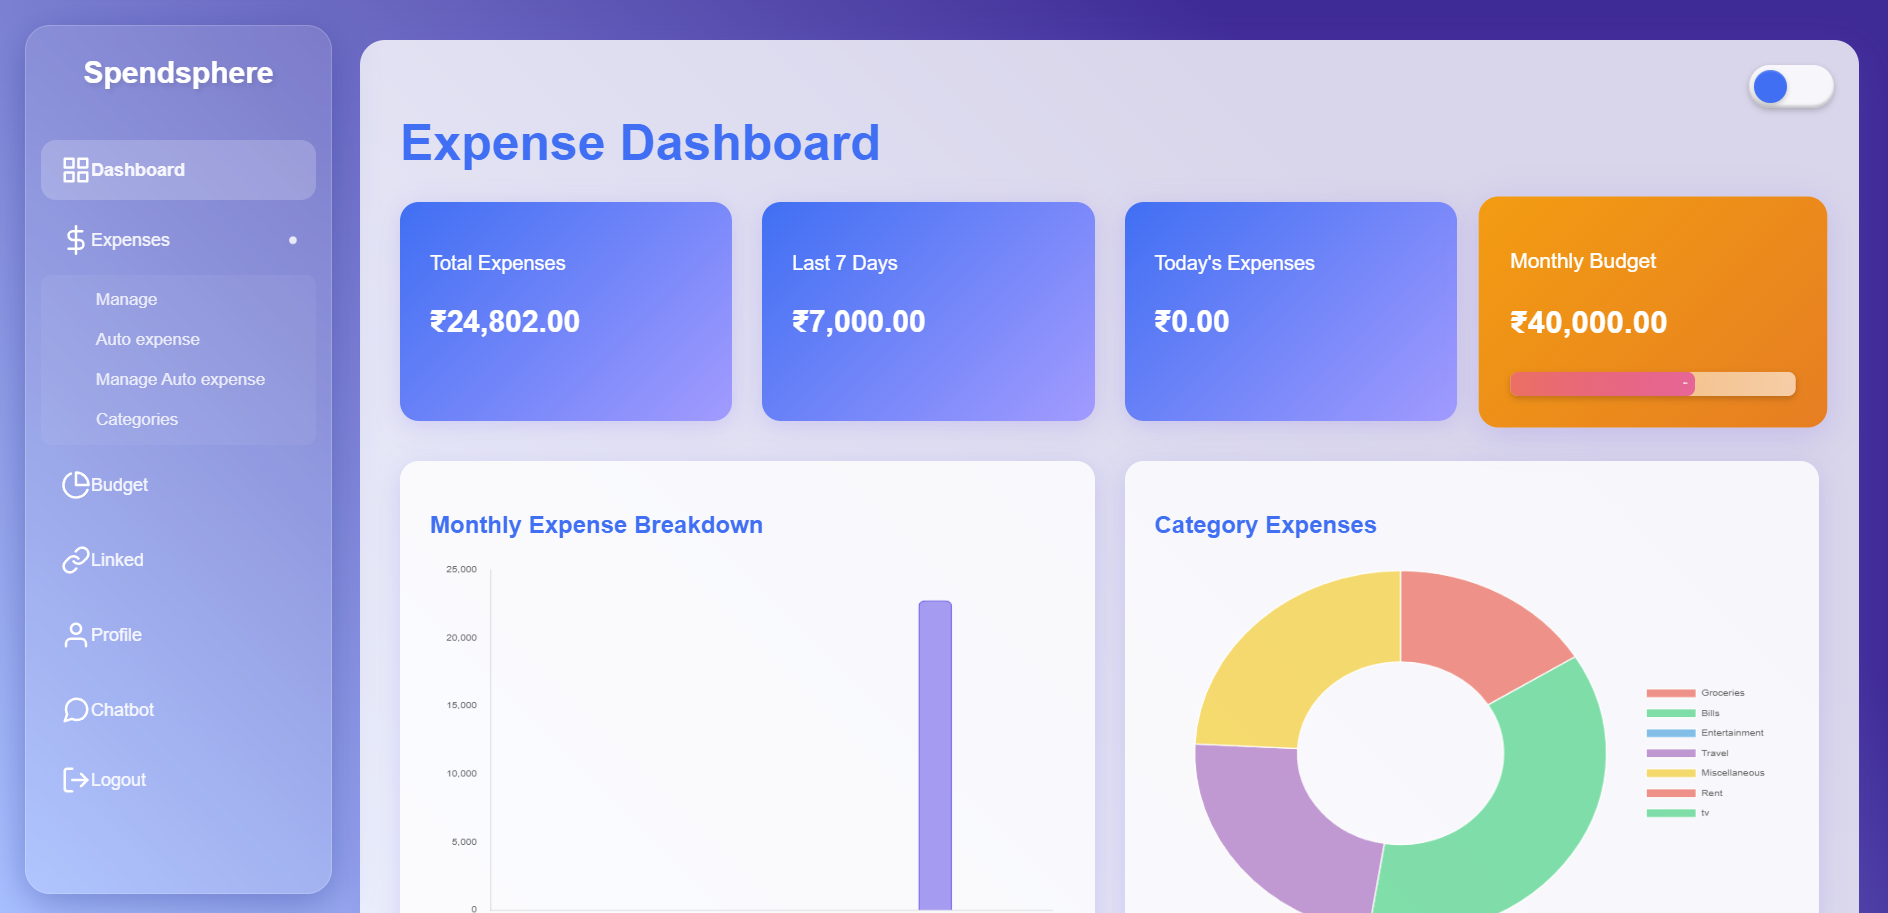 Spendsphere
Dashboard
Expenses
Manage
Auto expense
Manage Auto expense
Categories
Budget
Linked
Profile
Chatbot
Logout
Expense Dashboard
Total Expenses
₹24,802.00
Last 7 Days
₹7,000.00
Today's Expenses
₹0.00
Monthly Budget
₹40,000.00
Monthly Expense Breakdown
25,000
20,000
15,000
10,000
5,000
0
Category Expenses
Groceries
Bills
Entertainment
Travel
Miscellaneous
Rent
tv